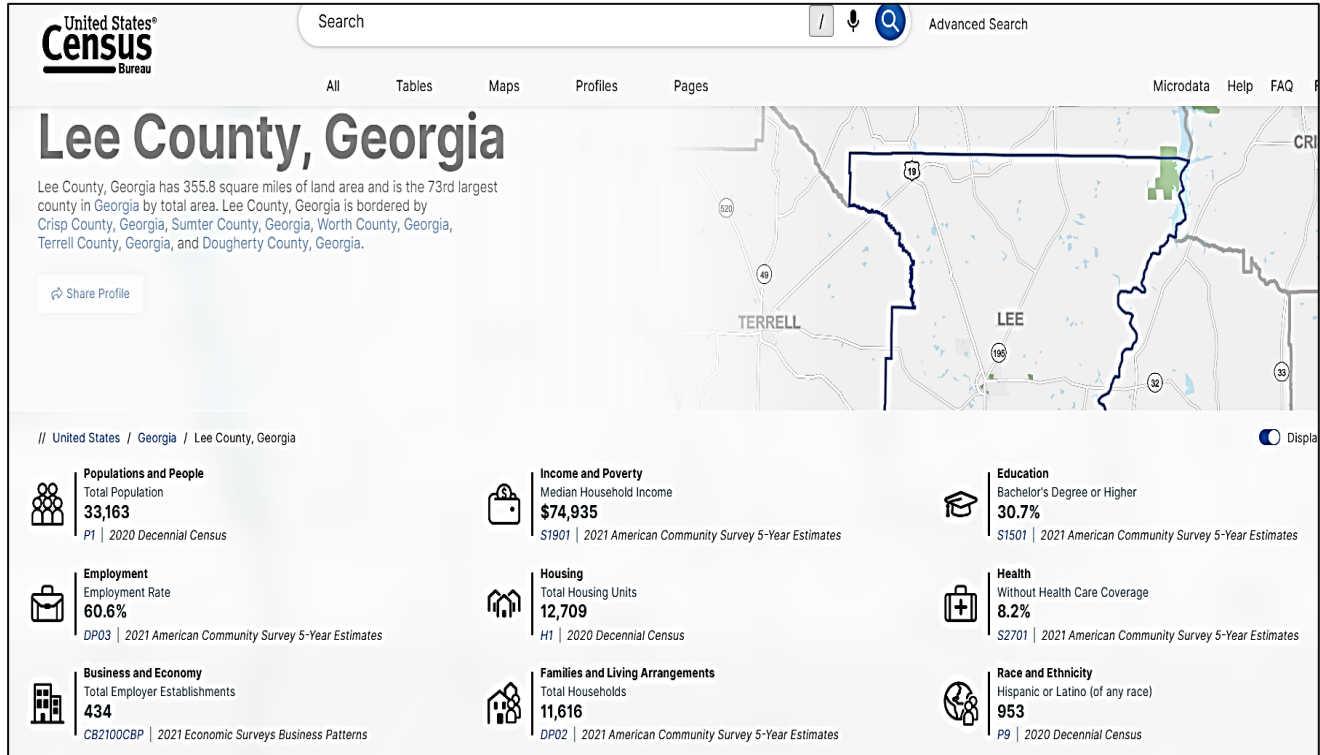 United States®
Census
Bureau
Search
/
Advanced Search
All Tables Maps Profiles Pages
Microdata Help FAQ
Lee County, Georgia
Lee County, Georgia has 355.8 square miles of land area and is the 73rd largest
county in Georgia by total area. Lee County, Georgia is bordered by
Crisp County, Georgia, Sumter County, Georgia, Worth County, Georgia,
Terrell County, Georgia, and Dougherty County, Georgia.
Share Profile
CRI
19
520
49
TERRELL
LEE
195
32
33
// United States / Georgia / Lee County, Georgia
Displa
Populations and People
Total Population
33,163
P1 | 2020 Decennial Census
Income and Poverty
Median Household Income
$74,935
S1901 | 2021 American Community Survey 5-Year Estimates
Education
Bachelor's Degree or Higher
30.7%
S1501 | 2021 American Community Survey 5-Year Estimates
Employment
Employment Rate
60.6%
DP03 | 2021 American Community Survey 5-Year Estimates
Housing
Total Housing Units
12,709
H1 | 2020 Decennial Census
Health
Without Health Care Coverage
8.2%
S2701 | 2021 American Community Survey 5-Year Estimates
Business and Economy
Total Employer Establishments
434
CB2100CBP | 2021 Economic Surveys Business Patterns
Families and Living Arrangements
Total Households
11,616
DP02 | 2021 American Community Survey 5-Year Estimates
Race and Ethnicity
Hispanic or Latino (of any race)
953
P9 | 2020 Decennial Census